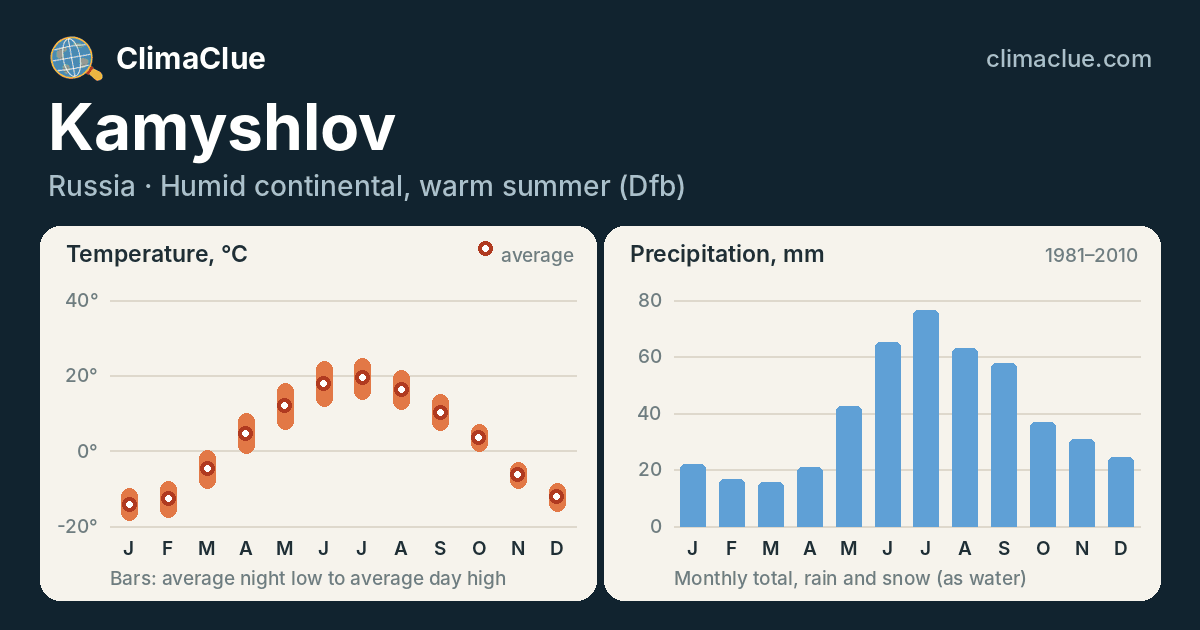 ClimaClue
climaclue.com
Kamyshlov
Russia · Humid continental, warm summer (Dfb)
Temperature, °C
average
40°
20°
0°
-20°
J F M A M J J A S O N D
Bars: average night low to average day high
Precipitation, mm
1981–2010
80
60
40
20
0
J F M A M J J A S O N D
Monthly total, rain and snow (as water)